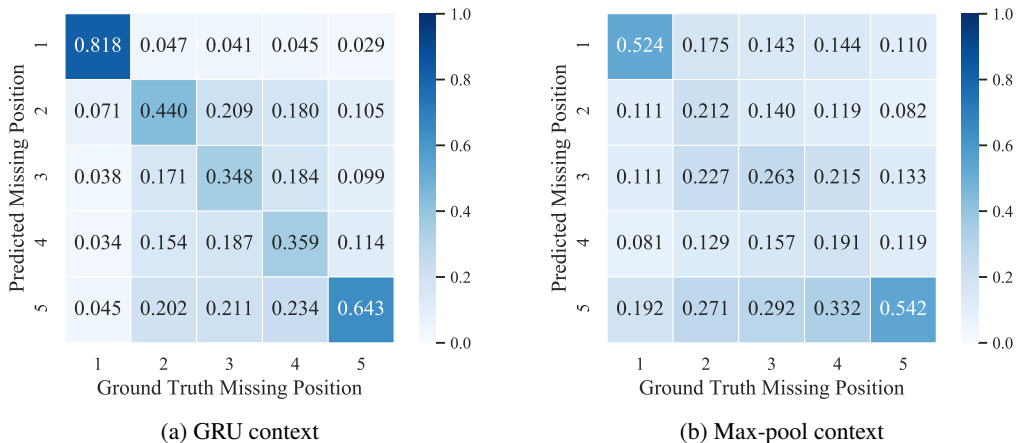 Predicted Missing Position
1 0.818 0.047 0.041 0.045 0.029
2 0.071 0.440 0.209 0.180 0.105
3 0.038 0.171 0.348 0.184 0.099
4 0.034 0.154 0.187 0.359 0.114
5 0.045 0.202 0.211 0.234 0.643
1 2 3 4 5
Ground Truth Missing Position
1.0
0.8
0.6
0.4
0.2
0.0
(a) GRU context
Predicted Missing Position
1 0.524 0.175 0.143 0.144 0.110
2 0.111 0.212 0.140 0.119 0.082
3 0.111 0.227 0.263 0.215 0.133
4 0.081 0.129 0.157 0.191 0.119
5 0.192 0.271 0.292 0.332 0.542
1 2 3 4 5
Ground Truth Missing Position
1.0
0.8
0.6
0.4
0.2
0.0
(b) Max-pool context